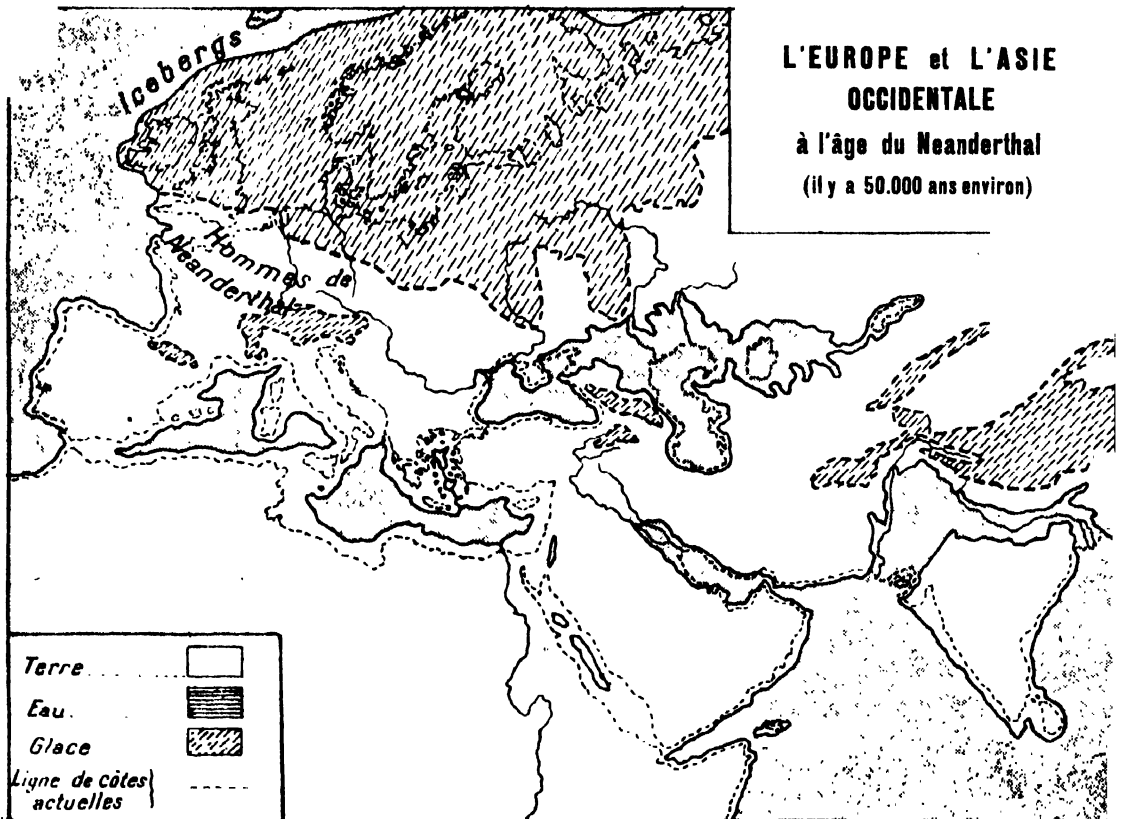 L'EUROPE et L'ASIE
OCCIDENTALE
à l'âge du Neanderthal
(il y a 50.000 ans environ)
Icebergs
Hommes de
Neanderthal
Terre
Eau.
Glace
Ligne de côtes
actuelles